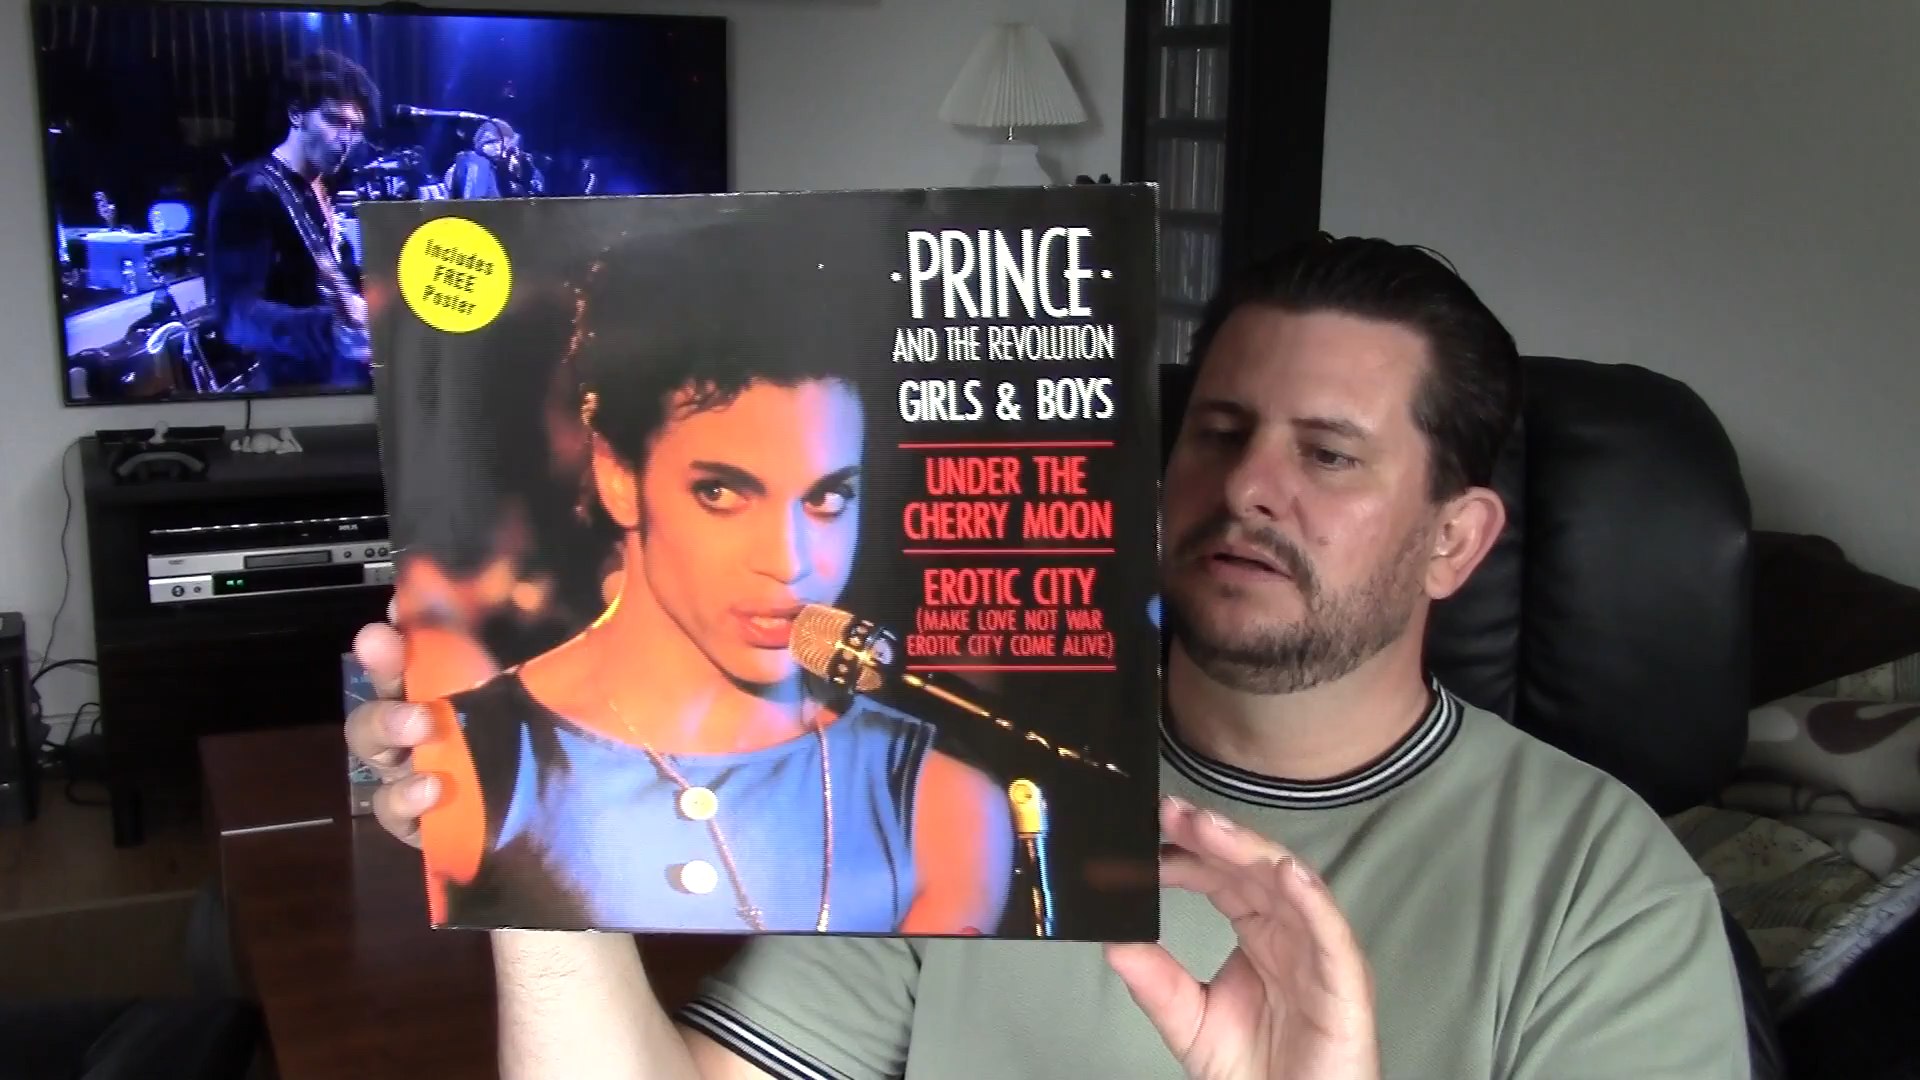 Includes
FREE
Poster
·PRINCE·
AND THE REVOLUTION
GIRLS & BOYS
UNDER THE
CHERRY MOON
EROTIC CITY
(MAKE LOVE NOT WAR
EROTIC CITY COME ALIVE)